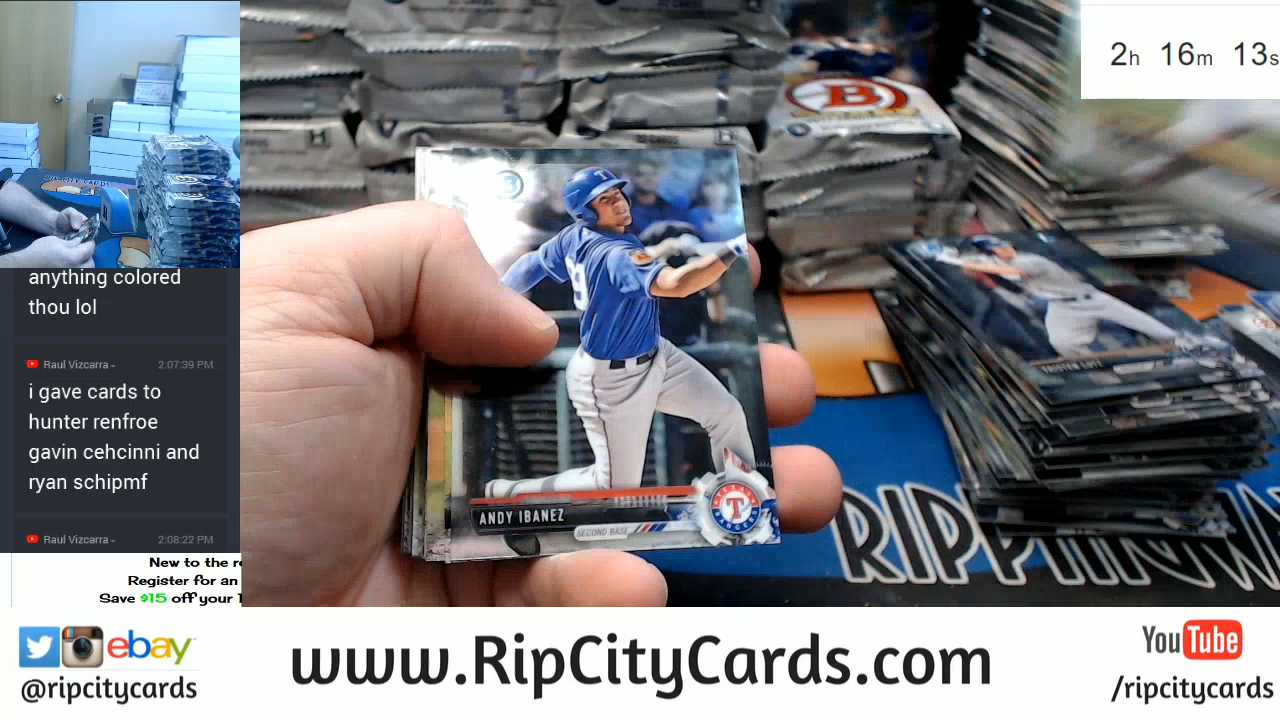 2h 16m 13s
anything colored
thou lol
Raul Vizcarra -
2:07:39 PM
i gave cards to
hunter renfroe
gavin cehcinni and
ryan schipmf
Raul Vizcarra -
2:08:22 PM
New to the r
Register for an
Save $15 off your
B
T
ANDY IBANEZ
SECOND BASE
T
RIPPING
ebay
@ripcitycards
www.RipCityCards.com
YouTube
/ripcitycards